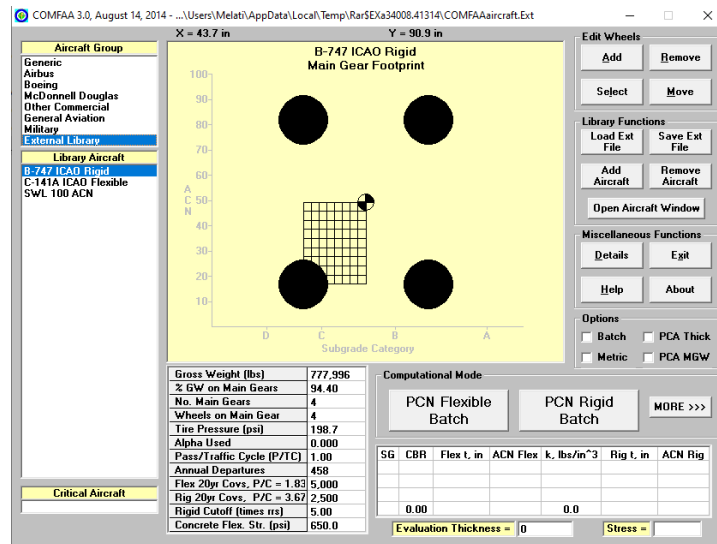 COMFAA 3.0, August 14, 2014 - ...\Users\Melati\AppData\Local\Temp\Rar$EXa34008.41314\COMFAAaircraft.Ext
Aircraft Group
Generic
Airbus
Boeing
McDonnell Douglas
Other Commercial
General Aviation
Military
External Library
Library Aircraft
B-747 ICAO Rigid
C-141A ICAO Flexible
SWL 100 ACN
Critical Aircraft
X = 43.7 in Y = 90.9 in
B-747 ICAO Rigid
Main Gear Footprint
100
90
80
70
60
50
40
30
20
10
ACN
D C B A
Subgrade Category
Gross Weight (lbs) 777,996
% GW on Main Gears 94.40
No. Main Gears 4
Wheels on Main Gear 4
Tire Pressure (psi) 198.7
Alpha Used 0.000
Pass/Traffic Cycle (P/TC) 1.00
Annual Departures 458
Flex 20yr Covs, P/C = 1.83 5,000
Rig 20yr Covs, P/C = 3.67 2,500
Rigid Cutoff (times rrs) 5.00
Concrete Flex. Str. (psi) 650.0
Edit Wheels
Add Remove
Select Move
Library Functions
Load Ext File Save Ext File
Add Aircraft Remove Aircraft
Open Aircraft Window
Miscellaneous Functions
Details Exit
Help About
Options
Batch PCA Thick
Metric PCA MGW
Computational Mode
PCN Flexible Batch PCN Rigid Batch MORE >>>
SG CBR Flex t, in ACN Flex k, lbs/in^3 Rig t, in ACN Rig
0.00 0.0
Evaluation Thickness = 0 Stress =